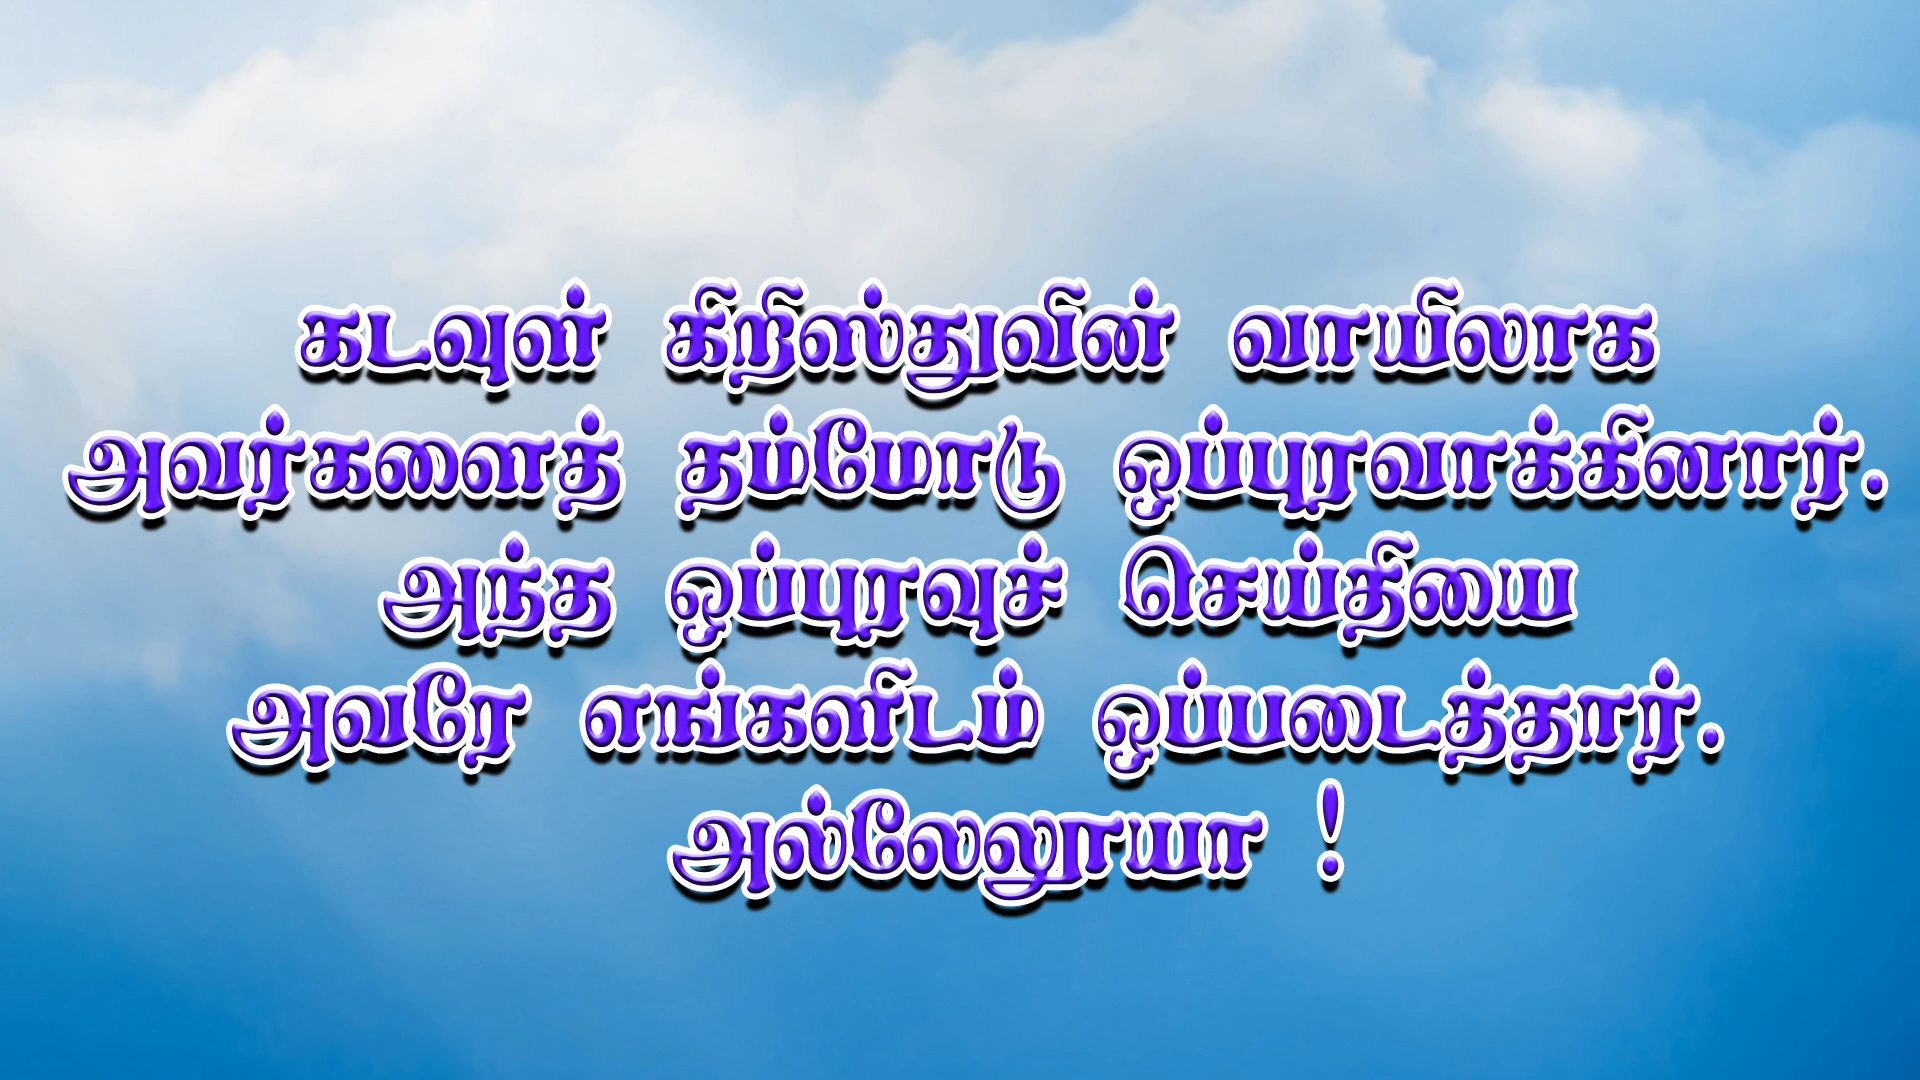 கடவுள் கிறிஸ்துவின் வாயிலாக
அவர்களைத் தம்மோடு ஒப்புரவாக்கினார்.
அந்த ஒப்புரவுச் செய்தியை
அவரே எங்களிடம் ஒப்படைத்தார்.
அல்லேலூயா !